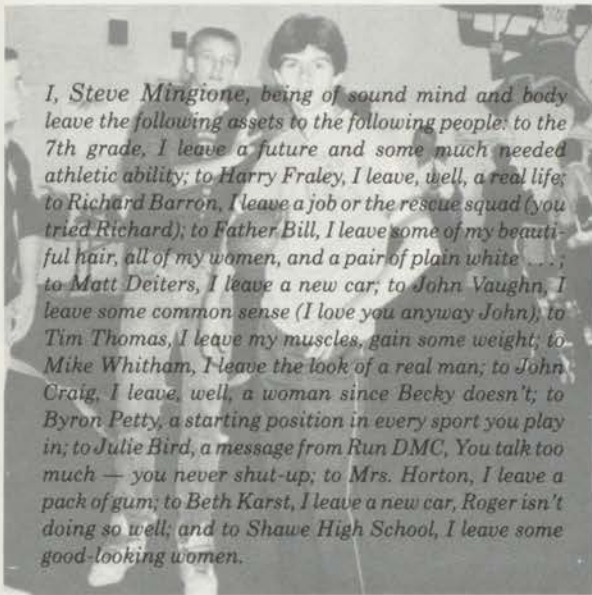 I, Steve Mingione, being of sound mind and body
leave the following assets to the following people: to the
7th grade, I leave a future and some much needed
athletic ability; to Harry Fraley, I leave, well, a real life;
to Richard Barron, I leave a job or the rescue squad (you
tried Richard); to Father Bill, I leave some of my beauti-
ful hair, all of my women, and a pair of plain white ...;
to Matt Deiters, I leave a new car; to John Vaughn, I
leave some common sense (I love you anyway John); to
Tim Thomas, I leave my muscles, gain some weight; to
Mike Whitham, I leave the look of a real man; to John
Craig, I leave, well, a woman since Becky doesn't; to
Byron Petty, a starting position in every sport you play
in; to Julie Bird, a message from Run DMC, You talk too
much — you never shut-up; to Mrs. Horton, I leave a
pack of gum; to Beth Karst, I leave a new car, Roger isn't
doing so well; and to Shawe High School, I leave some
good-looking women.